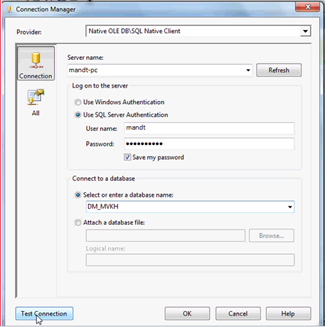 Connection Manager
Provider: Native OLE DB\SQL Native Client
Connection
All
Server name:
mandt-pc Refresh
Log on to the server
Use Windows Authentication
Use SQL Server Authentication
User name: mandt
Password: ••••••••••
Save my password
Connect to a database
Select or enter a database name:
DM_MVKH
Attach a database file:
Browse...
Logical name:
Test Connection OK Cancel Help